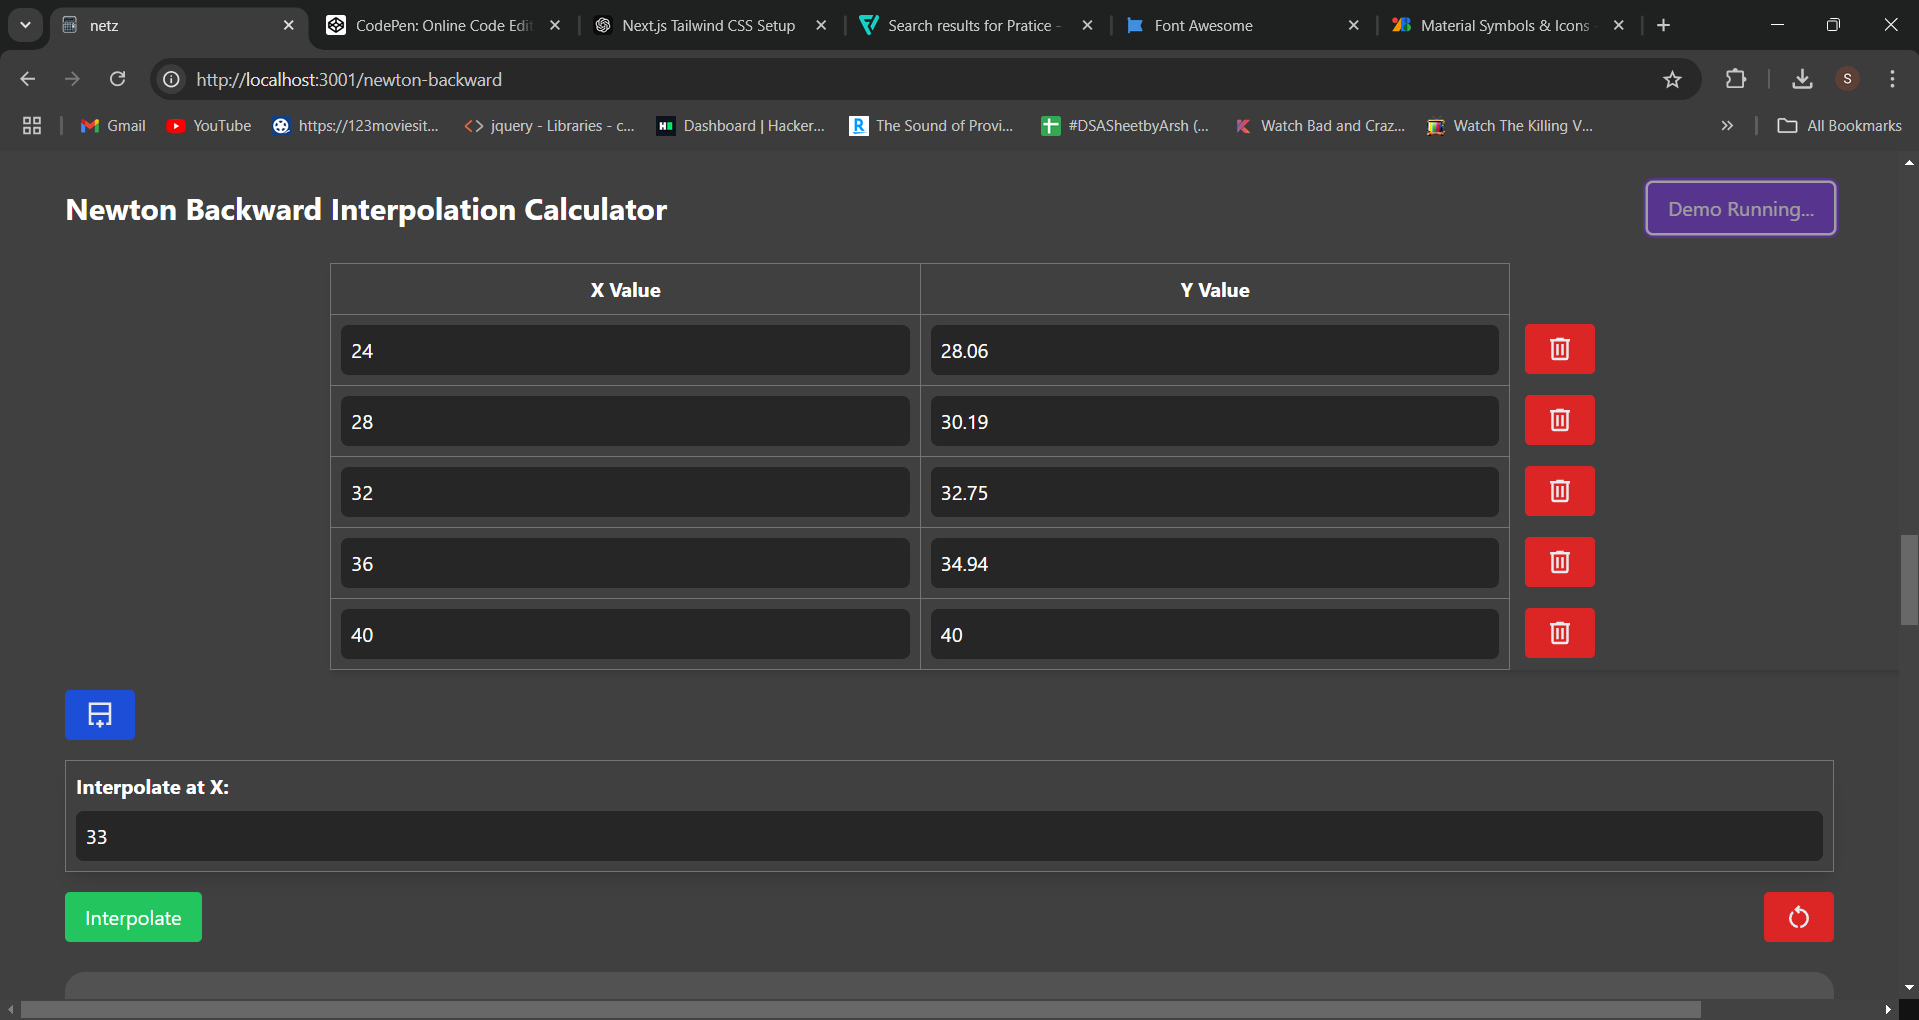 netz
CodePen: Online Code Edit
Next.js Tailwind CSS Setup
Search results for Pratice -
Font Awesome
Material Symbols & Icons -
http://localhost:3001/newton-backward
S
Gmail
YouTube
https://123moviesit...
jquery - Libraries - c...
Dashboard | Hacker...
The Sound of Provi...
#DSASheetbyArsh (...
Watch Bad and Craz...
Watch The Killing V...
All Bookmarks
Newton Backward Interpolation Calculator
Demo Running...
X Value Y Value
24 28.06
28 30.19
32 32.75
36 34.94
40 40
Interpolate at X:
33
Interpolate